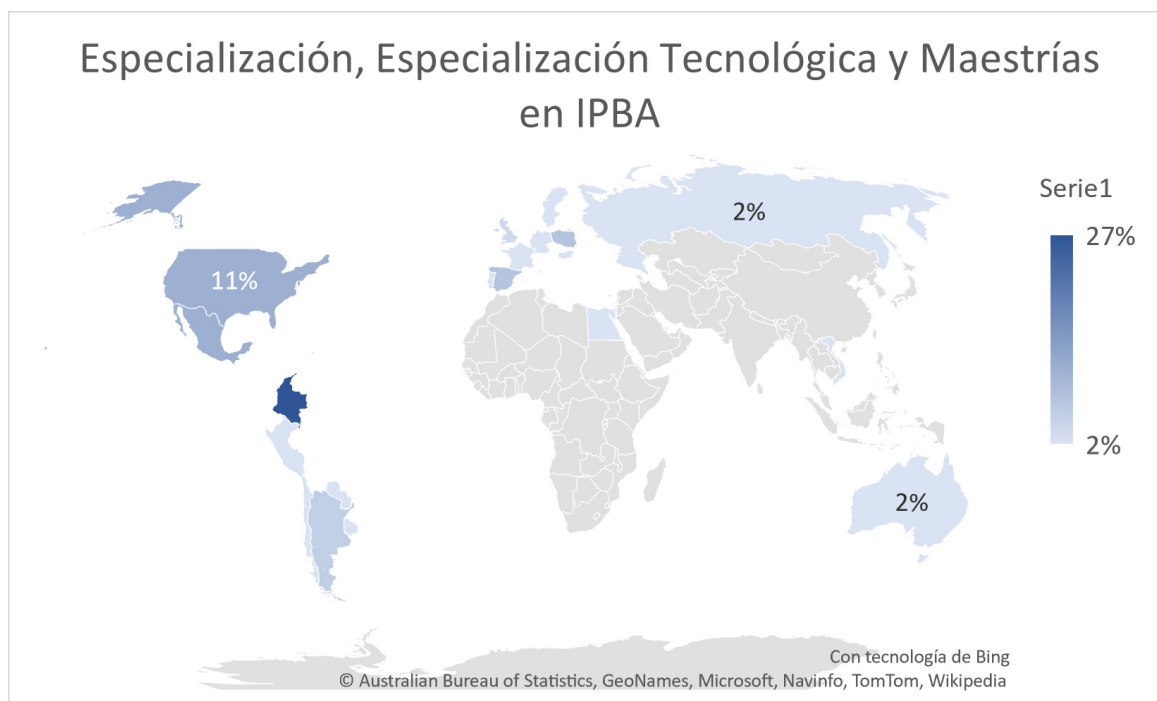 Especialización, Especialización Tecnológica y Maestrías
en IPBA
Serie1
27%
2%
11%
2%
2%
Con tecnología de Bing
© Australian Bureau of Statistics, GeoNames, Microsoft, Navinfo, TomTom, Wikipedia